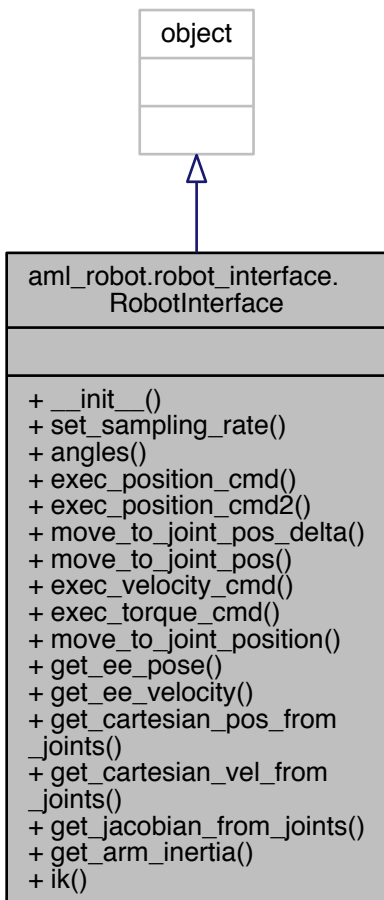 object
aml_robot.robot_interface.
RobotInterface
+ __init__()
+ set_sampling_rate()
+ angles()
+ exec_position_cmd()
+ exec_position_cmd2()
+ move_to_joint_pos_delta()
+ move_to_joint_pos()
+ exec_velocity_cmd()
+ exec_torque_cmd()
+ move_to_joint_position()
+ get_ee_pose()
+ get_ee_velocity()
+ get_cartesian_pos_from
_joints()
+ get_cartesian_vel_from
_joints()
+ get_jacobian_from_joints()
+ get_arm_inertia()
+ ik()